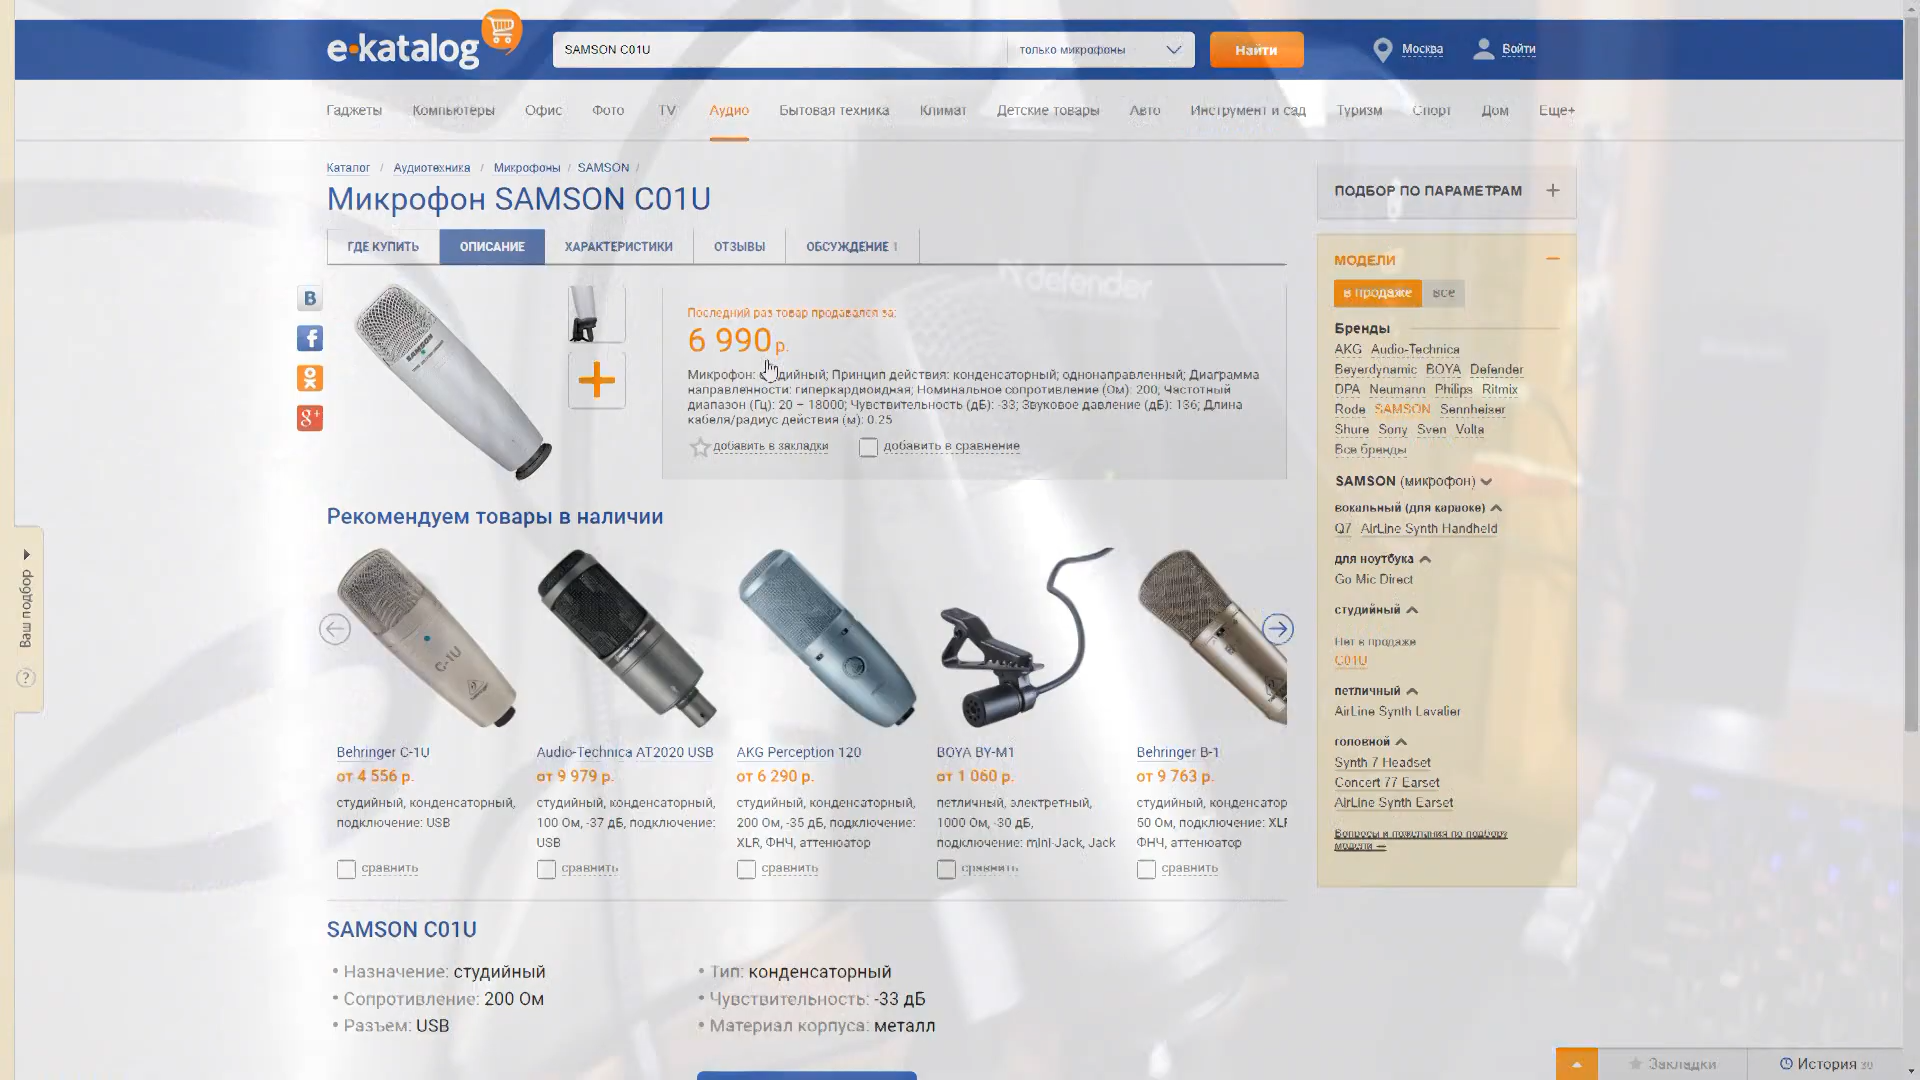 e-katalog
SAMSON C01U
только микрофоны
Найти
Москва
Войти
Гаджеты Компьютеры Офис Фото TV Аудио Бытовая техника Климат Детские товары Авто Инструмент и сад Туризм Спорт Дом Еще+
Каталог / Аудиотехника / Микрофоны / SAMSON /
Микрофон SAMSON C01U
ГДЕ КУПИТЬ ОПИСАНИЕ ХАРАКТЕРИСТИКИ ОТЗЫВЫ ОБСУЖДЕНИЕ 1
defender
SAMSON
Последний раз товар продавался за:
6 990 р.
Микрофон: студийный; Принцип действия: конденсаторный; однонаправленный; Диаграмма
направленности: гиперкардиоидная; Номинальное сопротивление (Ом): 200; Частотный
диапазон (Гц): 20 – 18000; Чувствительность (дБ): -33; Звуковое давление (дБ): 136; Длина
кабеля/радиус действия (м): 0.25
добавить в закладки добавить в сравнение
Рекомендуем товары в наличии
C-1U
Behringer C-1U
от 4 556 р.
студийный, конденсаторный,
подключение: USB
сравнить
Audio-Technica AT2020 USB
от 9 979 р.
студийный, конденсаторный,
100 Ом, -37 дБ, подключение:
USB
сравнить
AKG Perception 120
от 6 290 р.
студийный, конденсаторный,
200 Ом, -35 дБ, подключение:
XLR, ФНЧ, аттенюатор
сравнить
BOYA BY-M1
от 1 060 р.
петличный, электретный,
1000 Ом, -30 дБ,
подключение: mini-Jack, Jack
сравнить
Behringer B-1
от 9 763 р.
студийный, конденсатор
50 Ом, подключение: XLR
ФНЧ, аттенюатор
сравнить
SAMSON C01U
• Назначение: студийный
• Сопротивление: 200 Ом
• Разъем: USB
• Тип: конденсаторный
• Чувствительность: -33 дБ
• Материал корпуса: металл
ПОДБОР ПО ПАРАМЕТРАМ +
МОДЕЛИ
в продаже все
Бренды
AKG Audio-Technica
Beyerdynamic BOYA Defender
DPA Neumann Philips Ritmix
Rode SAMSON Sennheiser
Shure Sony Sven Volta
Все бренды
SAMSON (микрофон)
вокальный (для караоке)
Q7 AirLine Synth Handheld
для ноутбука
Go Mic Direct
студийный
Нет в продаже
C01U
петличный
AirLine Synth Lavalier
головной
Synth 7 Headset
Concert 77 Earset
AirLine Synth Earset
Вопросы и пожелания по подбору
модели —
Ваш подбор
?
Закладки
История 30